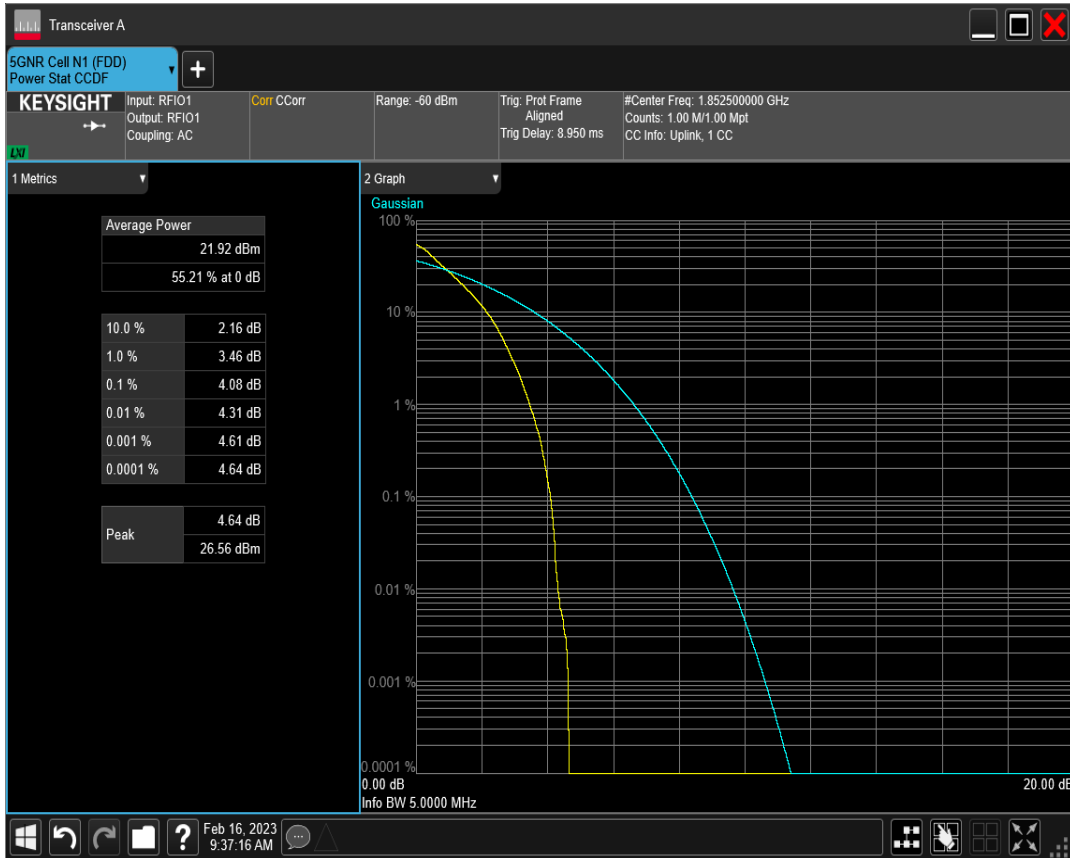 Transceiver A
5GNR Cell N1 (FDD)
Power Stat CCDF
+
KEYSIGHT
LXI
Input: RFIO1
Output: RFIO1
Coupling: AC
Corr CCorr
Range: -60 dBm
Trig: Prot Frame
Aligned
Trig Delay: 8.950 ms
#Center Freq: 1.852500000 GHz
Counts: 1.00 M/1.00 Mpt
CC Info: Uplink, 1 CC
1 Metrics
Average Power
21.92 dBm
55.21 % at 0 dB
10.0 % 2.16 dB
1.0 % 3.46 dB
0.1 % 4.08 dB
0.01 % 4.31 dB
0.001 % 4.61 dB
0.0001 % 4.64 dB
Peak
4.64 dB
26.56 dBm
2 Graph
Gaussian
100 %
10 %
1 %
0.1 %
0.01 %
0.001 %
0.0001 %
0.00 dB 20.00 dB
Info BW 5.0000 MHz
?
Feb 16, 2023
9:37:16 AM